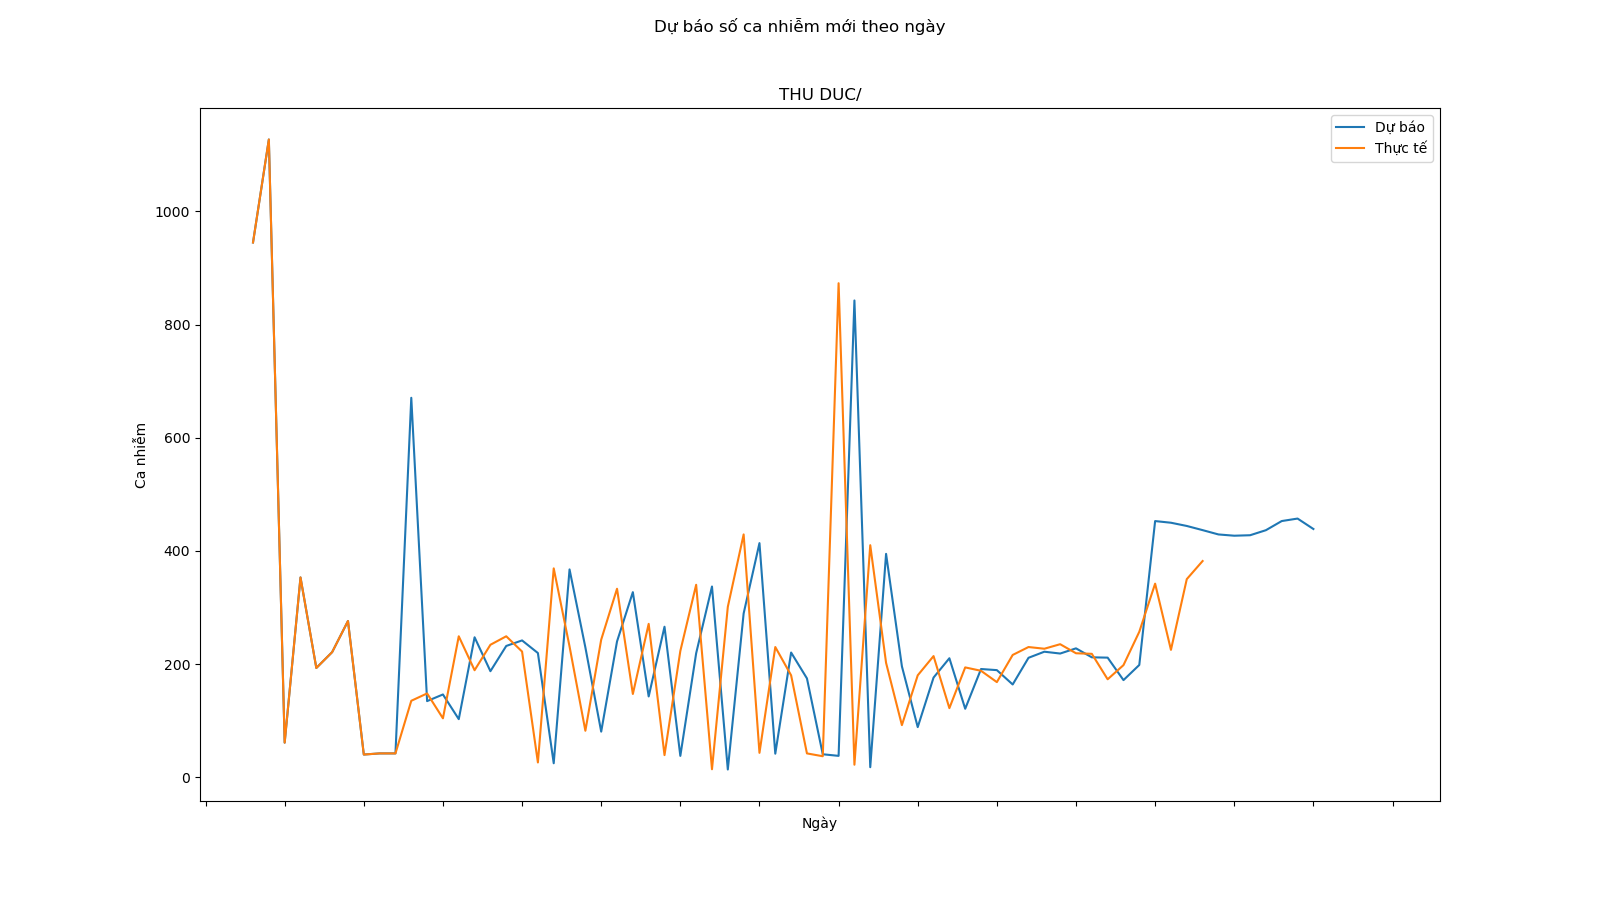 Dự báo số ca nhiễm mới theo ngày
THU DUC/
Dự báo
Thực tế
1000
800
600
400
200
0
Ca nhiễm
Ngày